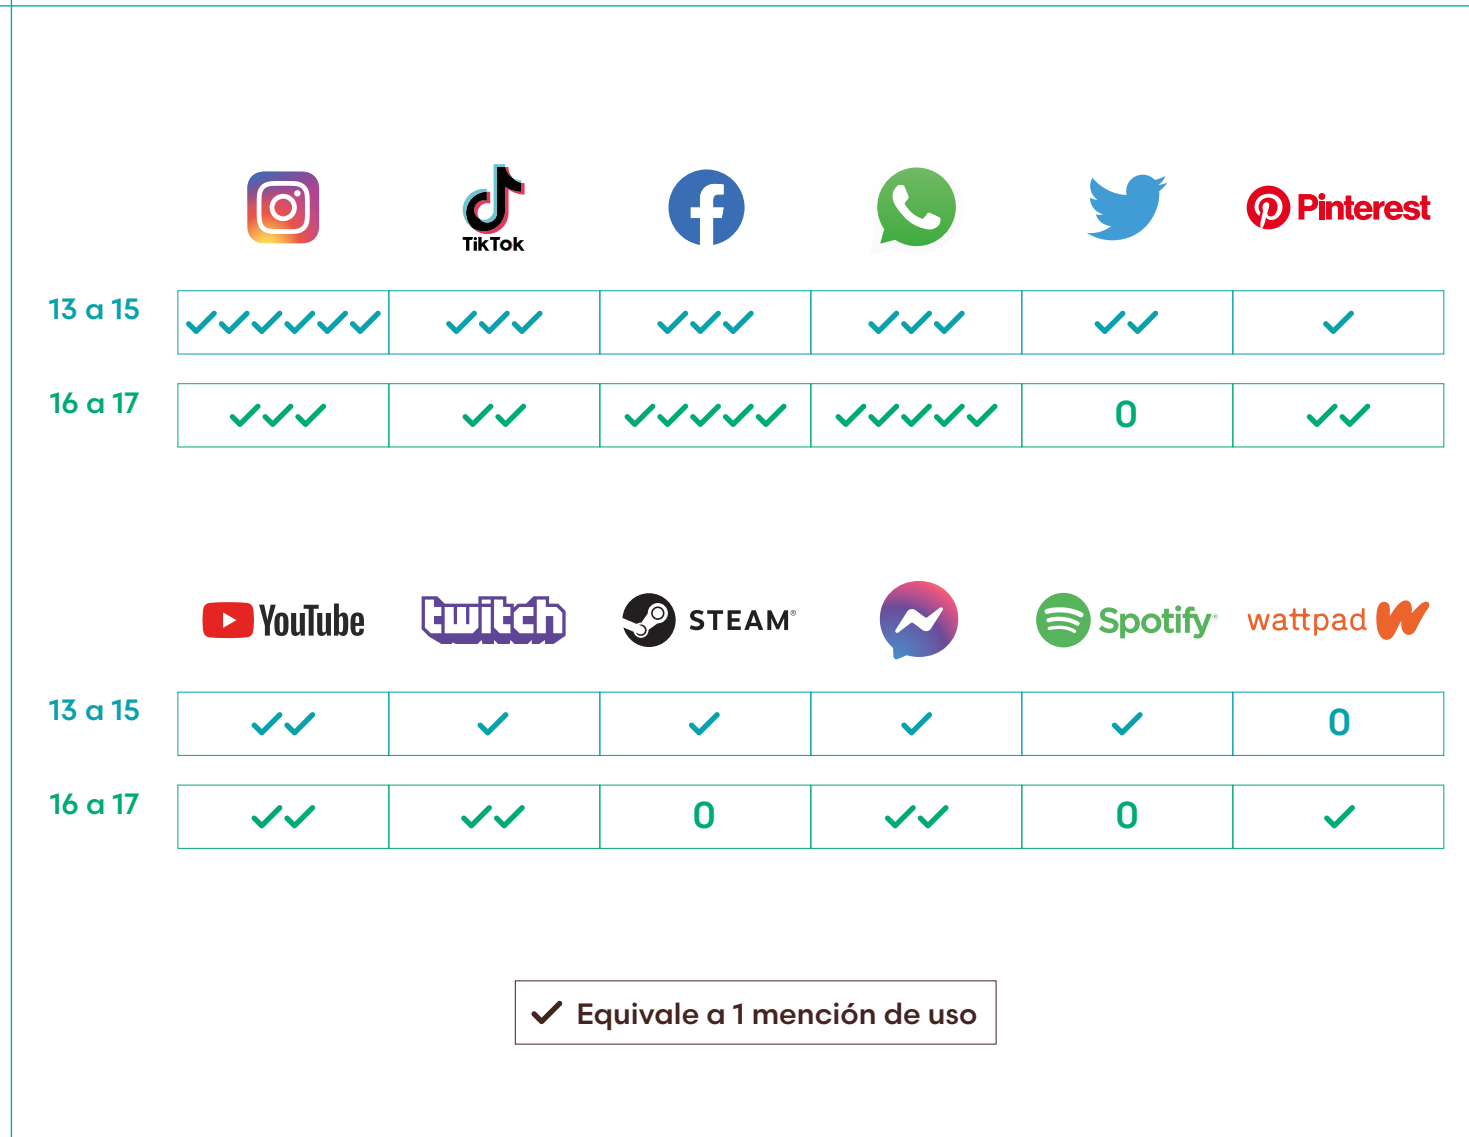 TikTok
Pinterest
13 a 15
16 a 17
0
YouTube
twitch
STEAM®
Spotify®
wattpad
13 a 15
0
16 a 17
0
0
Equivale a 1 mención de uso